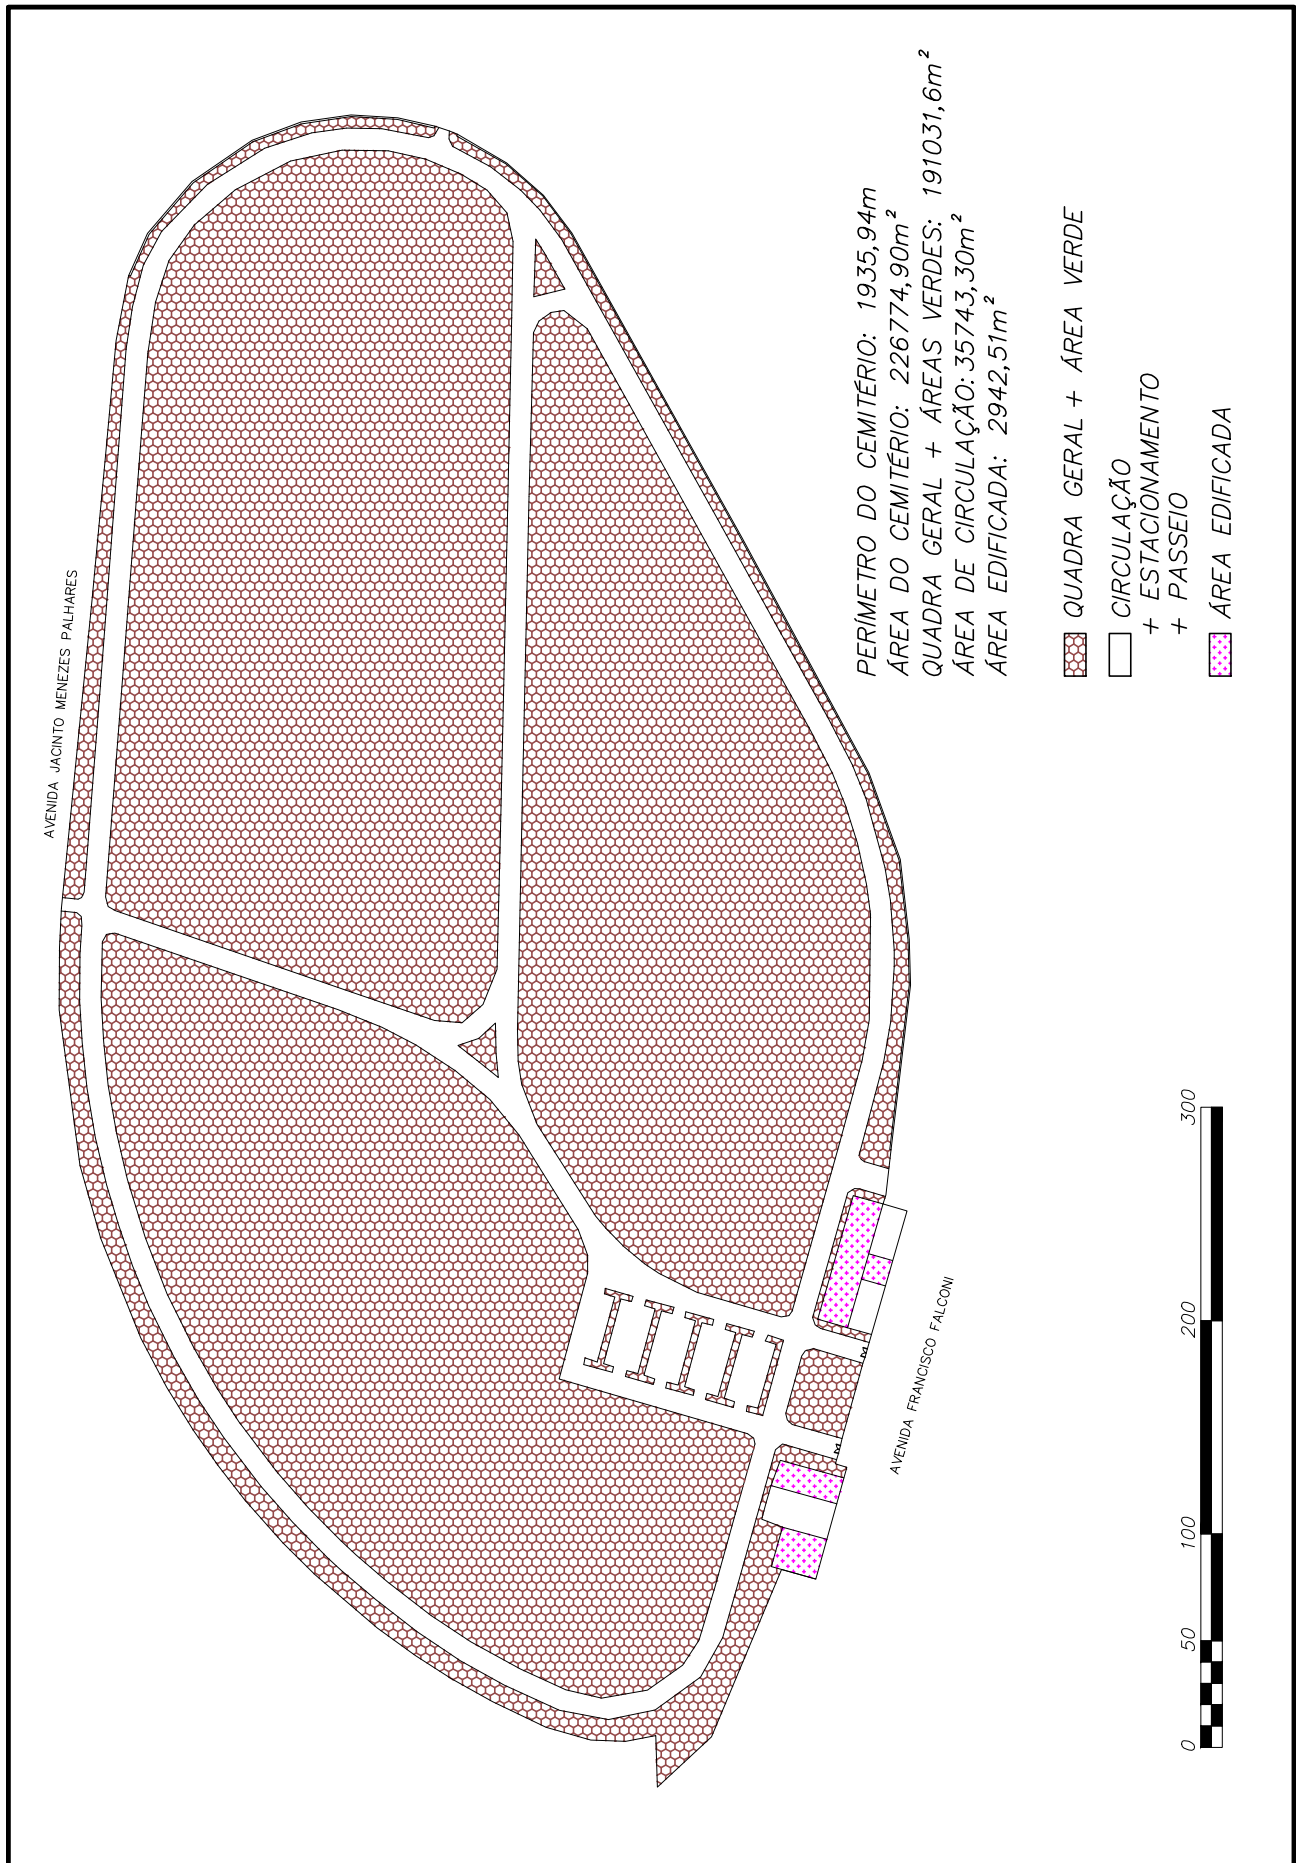 AVENIDA JACINTO MENEZES PALHARES
PERÍMETRO DO CEMITÉRIO: 1935,94m
ÁREA DO CEMITÉRIO: 226774,90m²
QUADRA GERAL + ÁREAS VERDES: 191031,6m²
ÁREA DE CIRCULAÇÃO: 35743,30m²
ÁREA EDIFICADA: 2942,51m²
QUADRA GERAL + ÁREA VERDE
CIRCULAÇÃO
+ ESTACIONAMENTO
+ PASSEIO
ÁREA EDIFICADA
AVENIDA FRANCISCO FALCONI
0 50 100 200 300